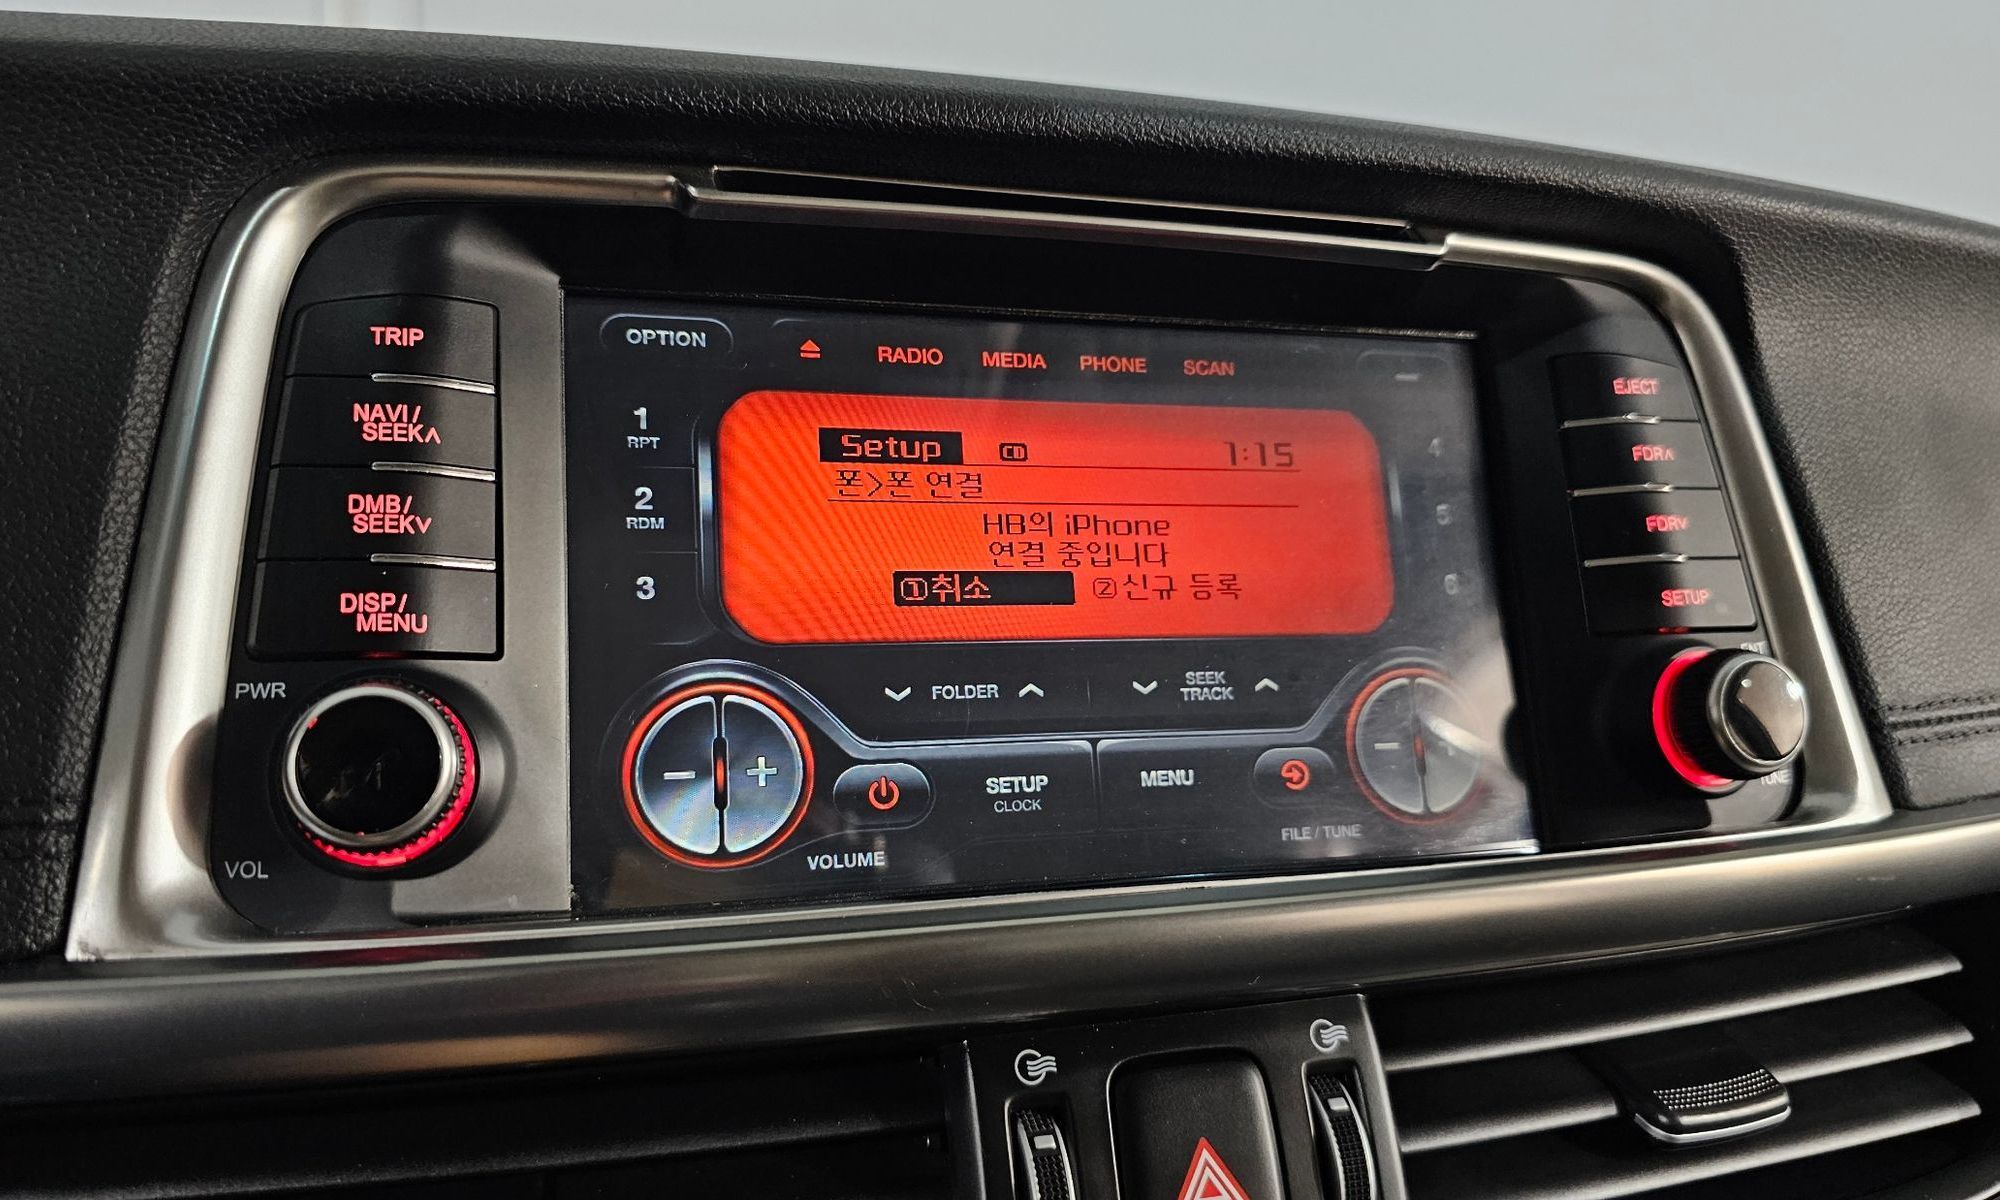 TRIP
NAVI/
SEEK∧
DMB/
SEEK∨
DISP/
MENU
PWR
VOL
OPTION
RADIO MEDIA PHONE SCAN
1
RPT
2
RDM
3
4
5
6
Setup CD 1:15
폰>폰 연결
HB의 iPhone
연결 중입니다
①취소 ②신규 등록
FOLDER
SEEK
TRACK
VOLUME
SETUP
CLOCK
MENU
FILE / TUNE
EJECT
FDR∧
FDR∨
SETUP
ENT
TUNE